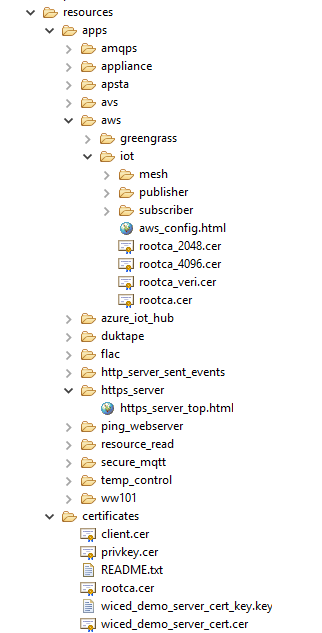 resources
apps
amqps
appliance
apsta
avs
aws
greengrass
iot
mesh
publisher
subscriber
aws_config.html
rootca_2048.cer
rootca_4096.cer
rootca_veri.cer
rootca.cer
azure_iot_hub
duktape
flac
http_server_sent_events
https_server
https_server_top.html
ping_webserver
resource_read
secure_mqtt
temp_control
ww101
certificates
client.cer
privkey.cer
README.txt
rootca.cer
wiced_demo_server_cert_key.key
wiced_demo_server_cert.cer